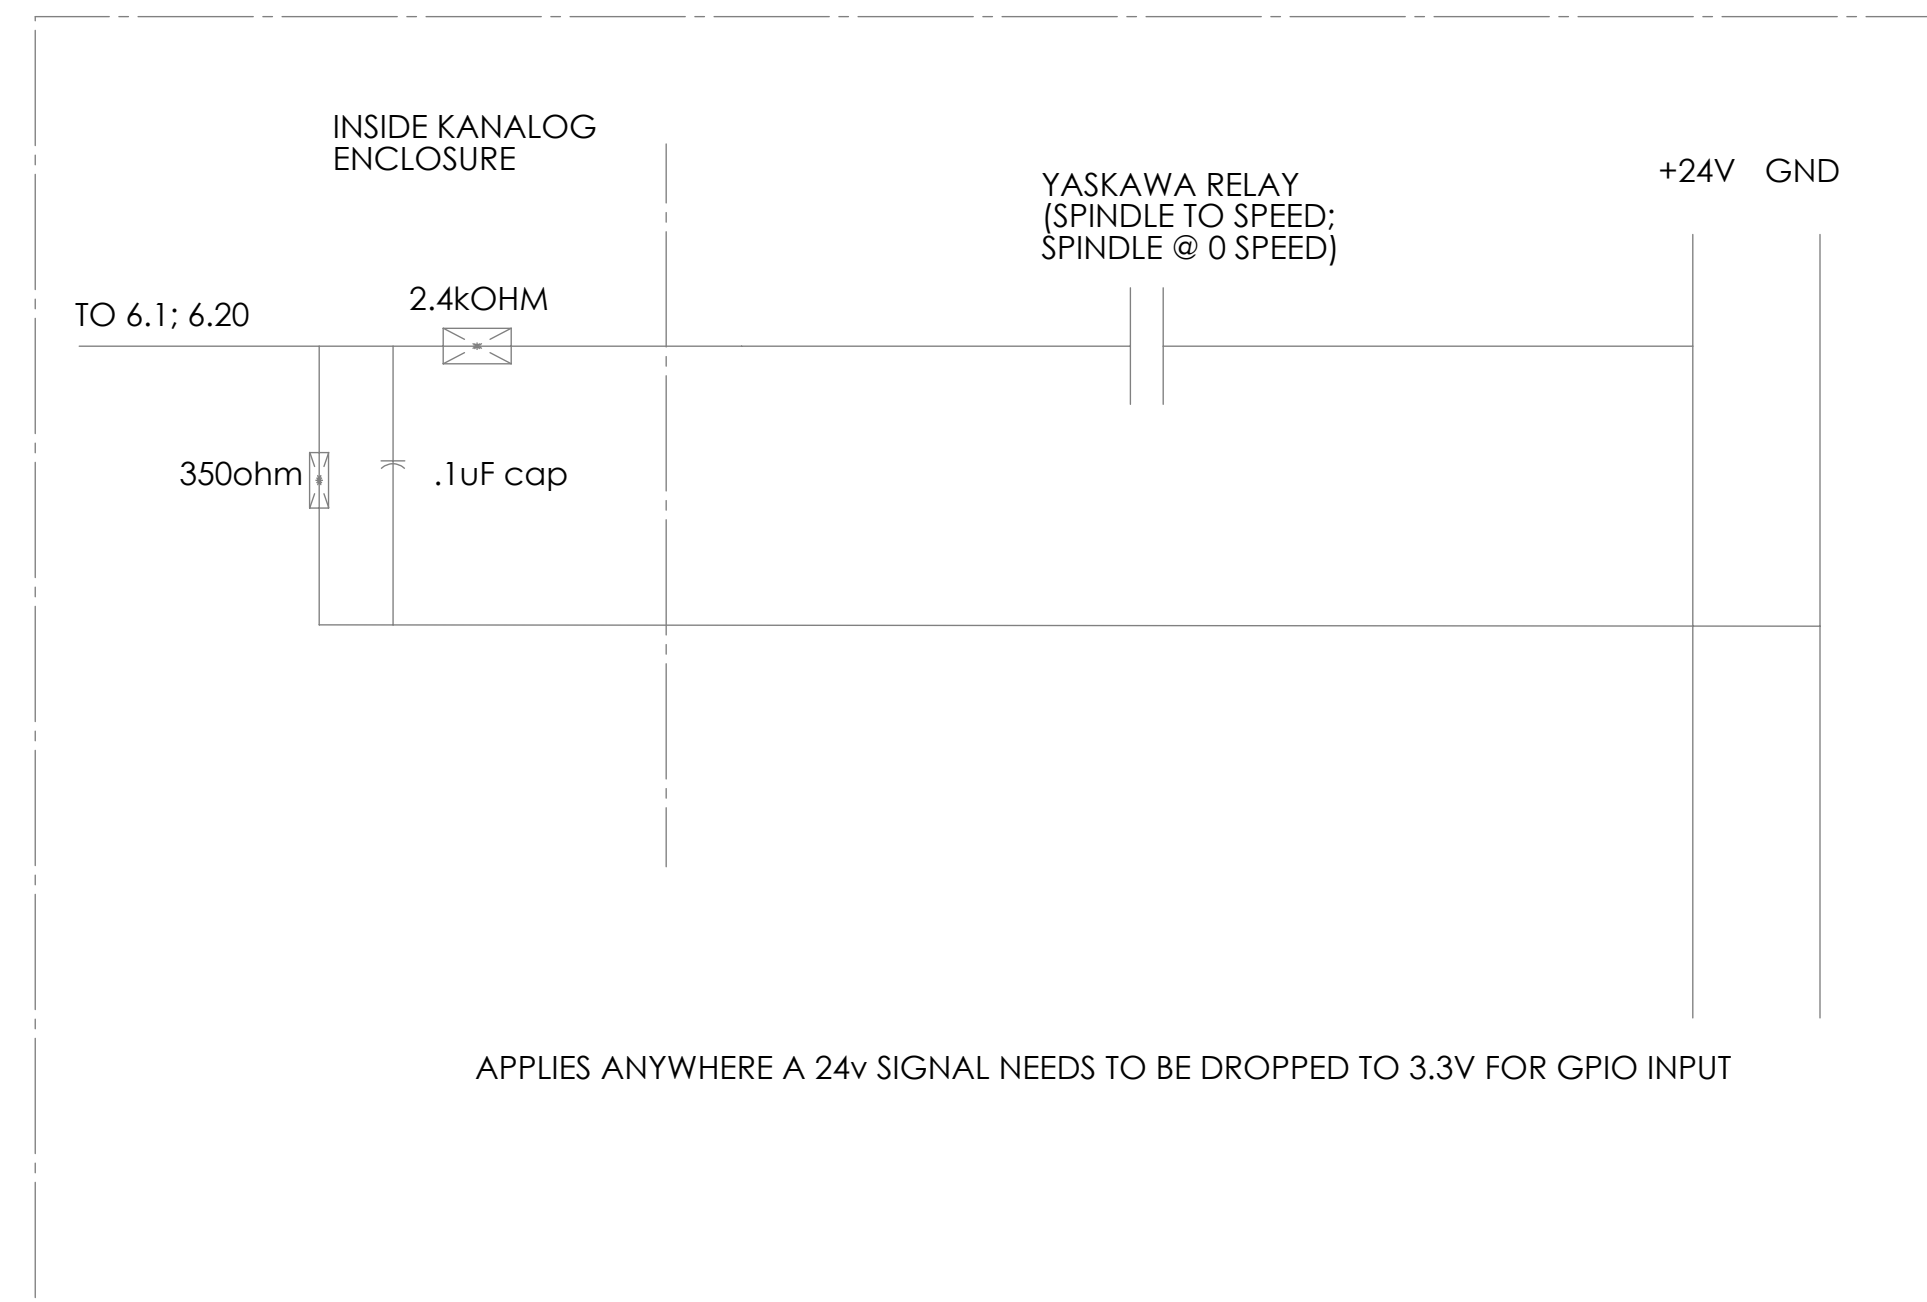 INSIDE KANALOG
ENCLOSURE
YASKAWA RELAY
(SPINDLE TO SPEED;
SPINDLE @ 0 SPEED)
+24V GND
TO 6.1; 6.20
2.4kOHM
350ohm
.1uF cap
APPLIES ANYWHERE A 24v SIGNAL NEEDS TO BE DROPPED TO 3.3V FOR GPIO INPUT